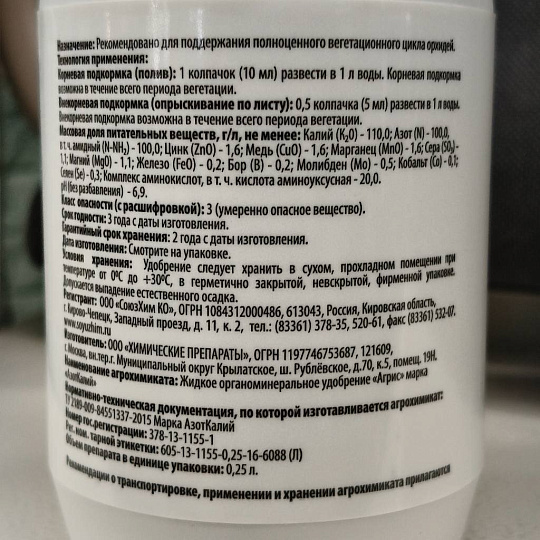 Назначение: Рекомендовано для поддержания полноценного вегетационного цикла орхидей.
Технология применения:
Корневая подкормка (полив): 1 колпачок (10 мл) развести в 1 л воды. Корневая подкормка
возможна в течение всего периода вегетации.
Внекорневая подкормка (опрыскивание по листу): 0,5 колпачка (5 мл) развести в 1 л воды.
Внекорневая подкормка возможна в течение всего периода вегетации.
Массовая доля питательных веществ, г/л, не менее: Калий (K₂O) - 110,0; Азот (N) - 100,0,
в т. ч. амидный (N-NH₂) - 100,0; Цинк (ZnO) - 1,6; Медь (CuO) - 1,6; Марганец (MnO) - 1,6; Сера (SO₃) -
1,1; Магний (MgO) - 1,1; Железо (FeO) - 0,2; Бор (B) - 0,2; Молибден (Mo) - 0,5; Кобальт (Co) - 0,1;
Селен (Se) - 0,3; Комплекс аминокислот, в т. ч. кислота аминоуксусная - 20,0.
pH (без разбавления) - 6,9.
Класс опасности (с расшифровкой): 3 (умеренно опасное вещество).
Срок годности: 3 года с даты изготовления.
Гарантийный срок хранения: 2 года с даты изготовления.
Дата изготовления: Смотрите на упаковке.
Условия хранения: Удобрение следует хранить в сухом, прохладном помещении при
температуре от 0ºС до +30ºС, в герметично закрытой, невскрытой, фирменной упаковке.
Допускается выпадение естественного осадка.
Регистрант: ООО «СоюзХим КО», ОГРН 1084312000486, 613043, Россия, Кировская область,
г. Кирово-Чепецк, Западный проезд, д. 11, к. 2, тел.: (83361) 378-35, 520-61, факс (83361) 532-07.
www.soyuzhim.ru
Изготовитель: ООО «ХИМИЧЕСКИЕ ПРЕПАРАТЫ», ОГРН 1197746753687, 121609,
г. Москва, вн.тер.г. Муниципальный округ Крылатское, ш. Рублёвское, д.70, к.5, помещ. 19Н.
Наименование агрохимиката: Жидкое органоминеральное удобрение «Агрис» марка
«АзотКалий»
Нормативно-техническая документация, по которой изготавливается агрохимикат:
ТУ 2189-009-84551337-2015 Марка АзотКалий
Номер гос.регистрации: 378-13-1155-1
Рег. ном. тарной этикетки: 605-13-1155-0,25-16-6088 (Л)
Объем препарата в единице упаковки: 0,25 л.
Рекомендации о транспортировке, применении и хранении агрохимиката прилагаются